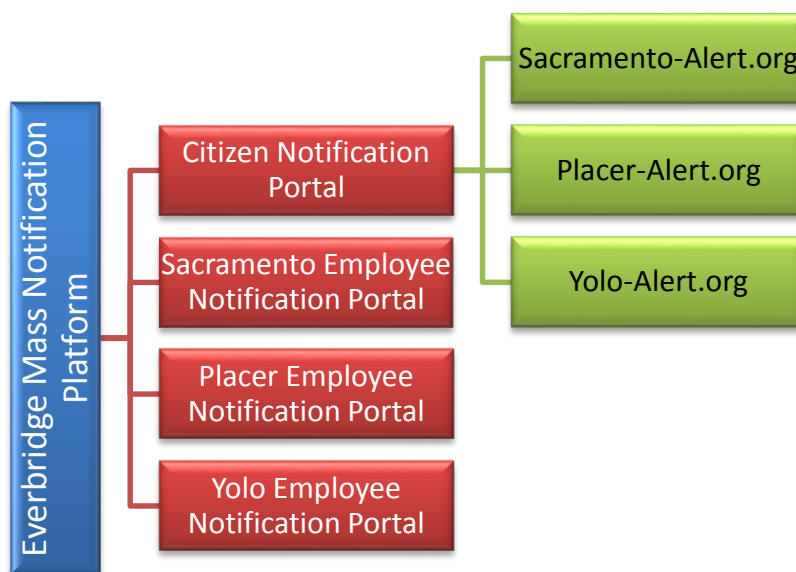 Everbridge Mass Notification
Platform
Citizen Notification
Portal
Sacramento Employee
Notification Portal
Placer Employee
Notification Portal
Yolo Employee
Notification Portal
Sacramento-Alert.org
Placer-Alert.org
Yolo-Alert.org